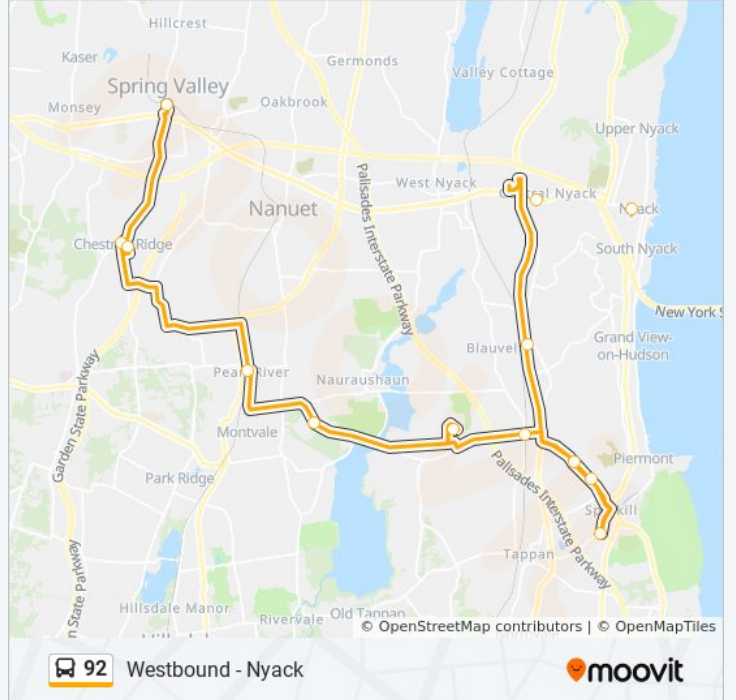 Hillcrest
Kaser
Germonds
Valley Cottage
Spring Valley
Oakbrook
Monsey
Upper Nyack
West Nyack
Central Nyack
Nanuet
Nyack
Chestnut Ridge
South Nyack
Palisades Interstate Parkway
New York S
Grand View-
on-Hudson
Blauvel
Pearl River
Nauraushaun
Garden State Parkway
Montvale
Piermont
Park Ridge
Palisades Interstate Parkway
Sparkill
Tappan
n State Parkway
Hillsdale Manor
Rivervale
Old Tappan
© OpenStreetMap contributors | © OpenMapTiles
92 Westbound - Nyack
moovit